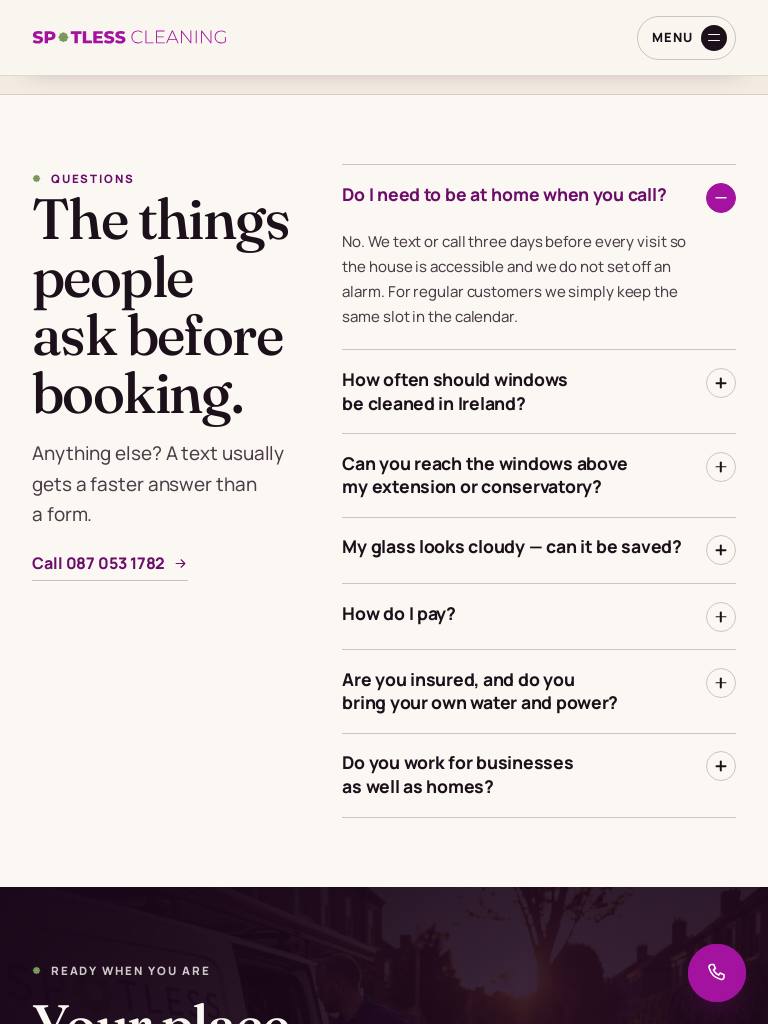 SPOTLESS CLEANING
MENU
QUESTIONS
The things
people
ask before
booking.
Anything else? A text usually
gets a faster answer than
a form.
Call 087 053 1782 →
Do I need to be at home when you call?
No. We text or call three days before every visit so
the house is accessible and we do not set off an
alarm. For regular customers we simply keep the
same slot in the calendar.
How often should windows
be cleaned in Ireland?
Can you reach the windows above
my extension or conservatory?
My glass looks cloudy — can it be saved?
How do I pay?
Are you insured, and do you
bring your own water and power?
Do you work for businesses
as well as homes?
READY WHEN YOU ARE
Your place